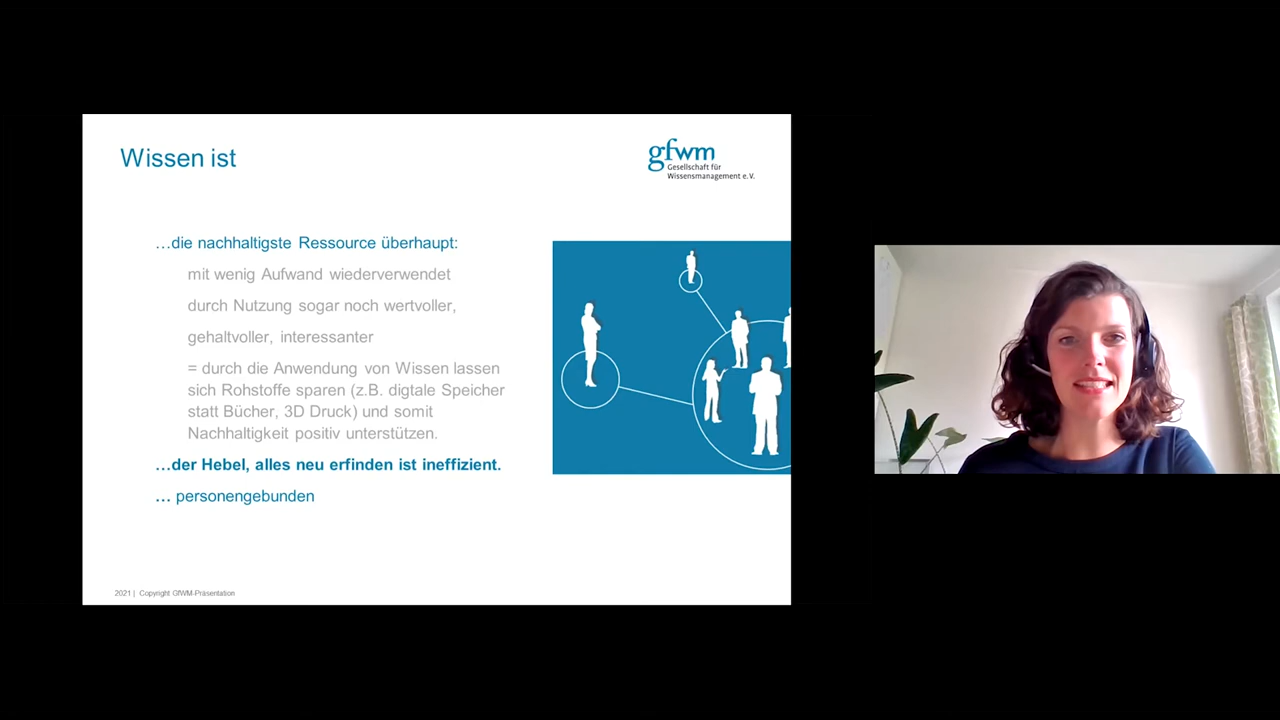 Wissen ist
gfwm
Gesellschaft für
Wissensmanagement e.V.
…die nachhaltigste Ressource überhaupt:
mit wenig Aufwand wiederverwendet
durch Nutzung sogar noch wertvoller,
gehaltvoller, interessanter
= durch die Anwendung von Wissen lassen
sich Rohstoffe sparen (z.B. digtale Speicher
statt Bücher, 3D Druck) und somit
Nachhaltigkeit positiv unterstützen.
…der Hebel, alles neu erfinden ist ineffizient.
… personengebunden
2021 | Copyright GfWM-Präsentation